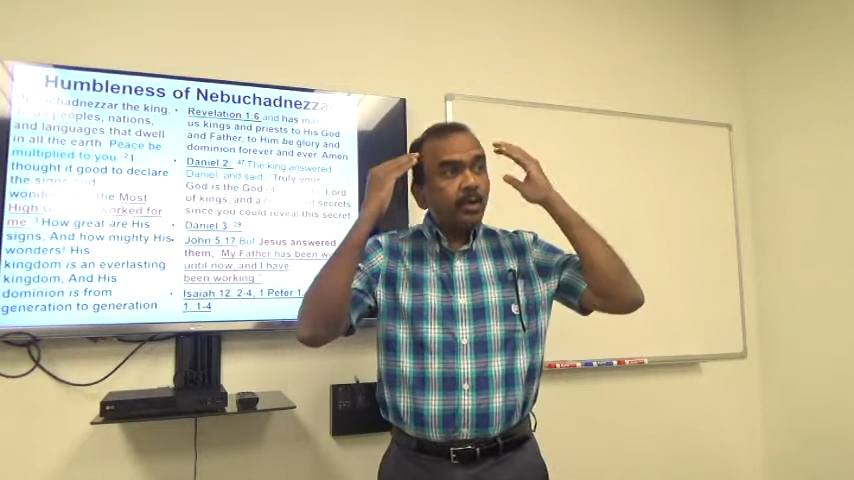 Humbleness of Nebuchadnezzar
Nebuchadnezzar the king,
peoples, nations,
and languages that dwell
in all the earth: Peace be
multiplied to you. 2 I
thought it good to declare
the signs and
the Most
High worked for
me. 3 How great are His
signs, And how mighty His
wonders! His
kingdom is an everlasting
kingdom, And His
dominion is from
generation to generation
• Revelation 1:6 and has
us kings and priests to His God
and Father, to Him be glory and
dominion forever and ever. Amen
• Daniel 2. 47 The king answered
Daniel, and said, "Truly your
God is the God of Lord
of kings, and a of secrets
since you could reveal this secret
• Daniel 3. 29
• John 5 17 But Jesus answered
them, My Father has been
until now, and I have
been working."
• Isaiah 12. 2-4, 1 Peter 1.
1. 1-4